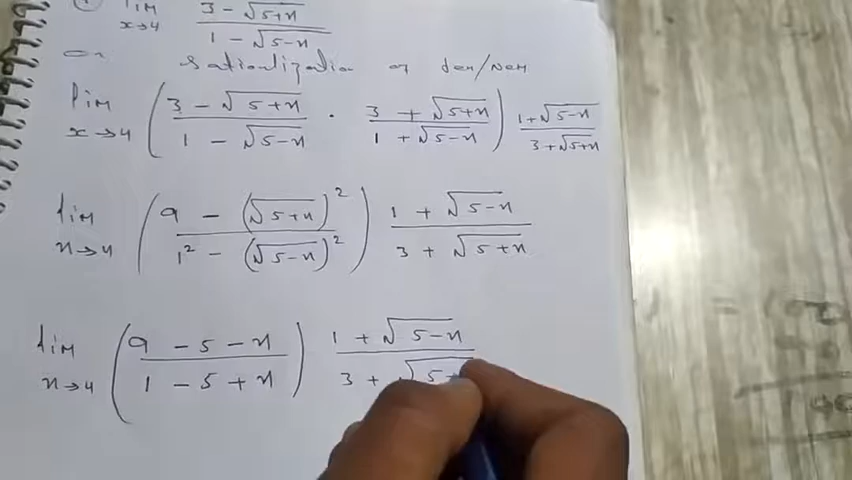 lim x→4 (3 - √5+x) / (1 - √5-x)
on rationalization of den/Nem
lim x→4 ((3 - √5+x) / (1 - √5-x) · (3 + √5+x) / (1 + √5-x)) (1+√5-x) / (3+√5+x)
lim x→4 ((9 - (√5+x)²) / (1² - (√5-x)²)) (1 + √5-x) / (3 + √5+x)
lim x→4 ((9 - 5 - x) / (1 - 5 + x)) (1 + √5-x) / (3 + √5+